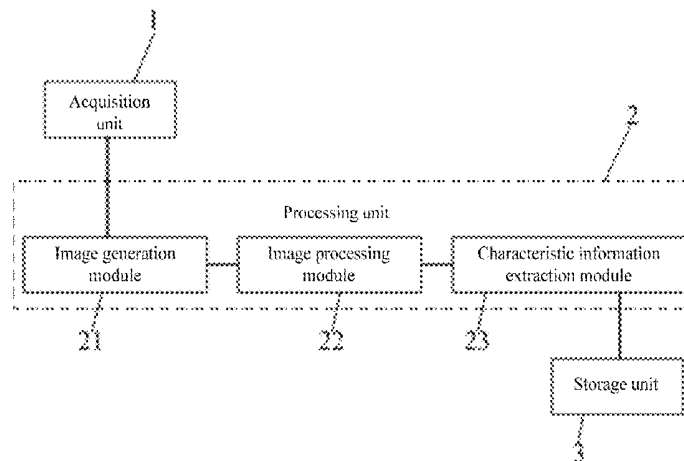 1
Acquisition
unit
2
Processing unit
Image generation
module
Image processing
module
Characteristic information
extraction module
21
22
23
Storage unit
3